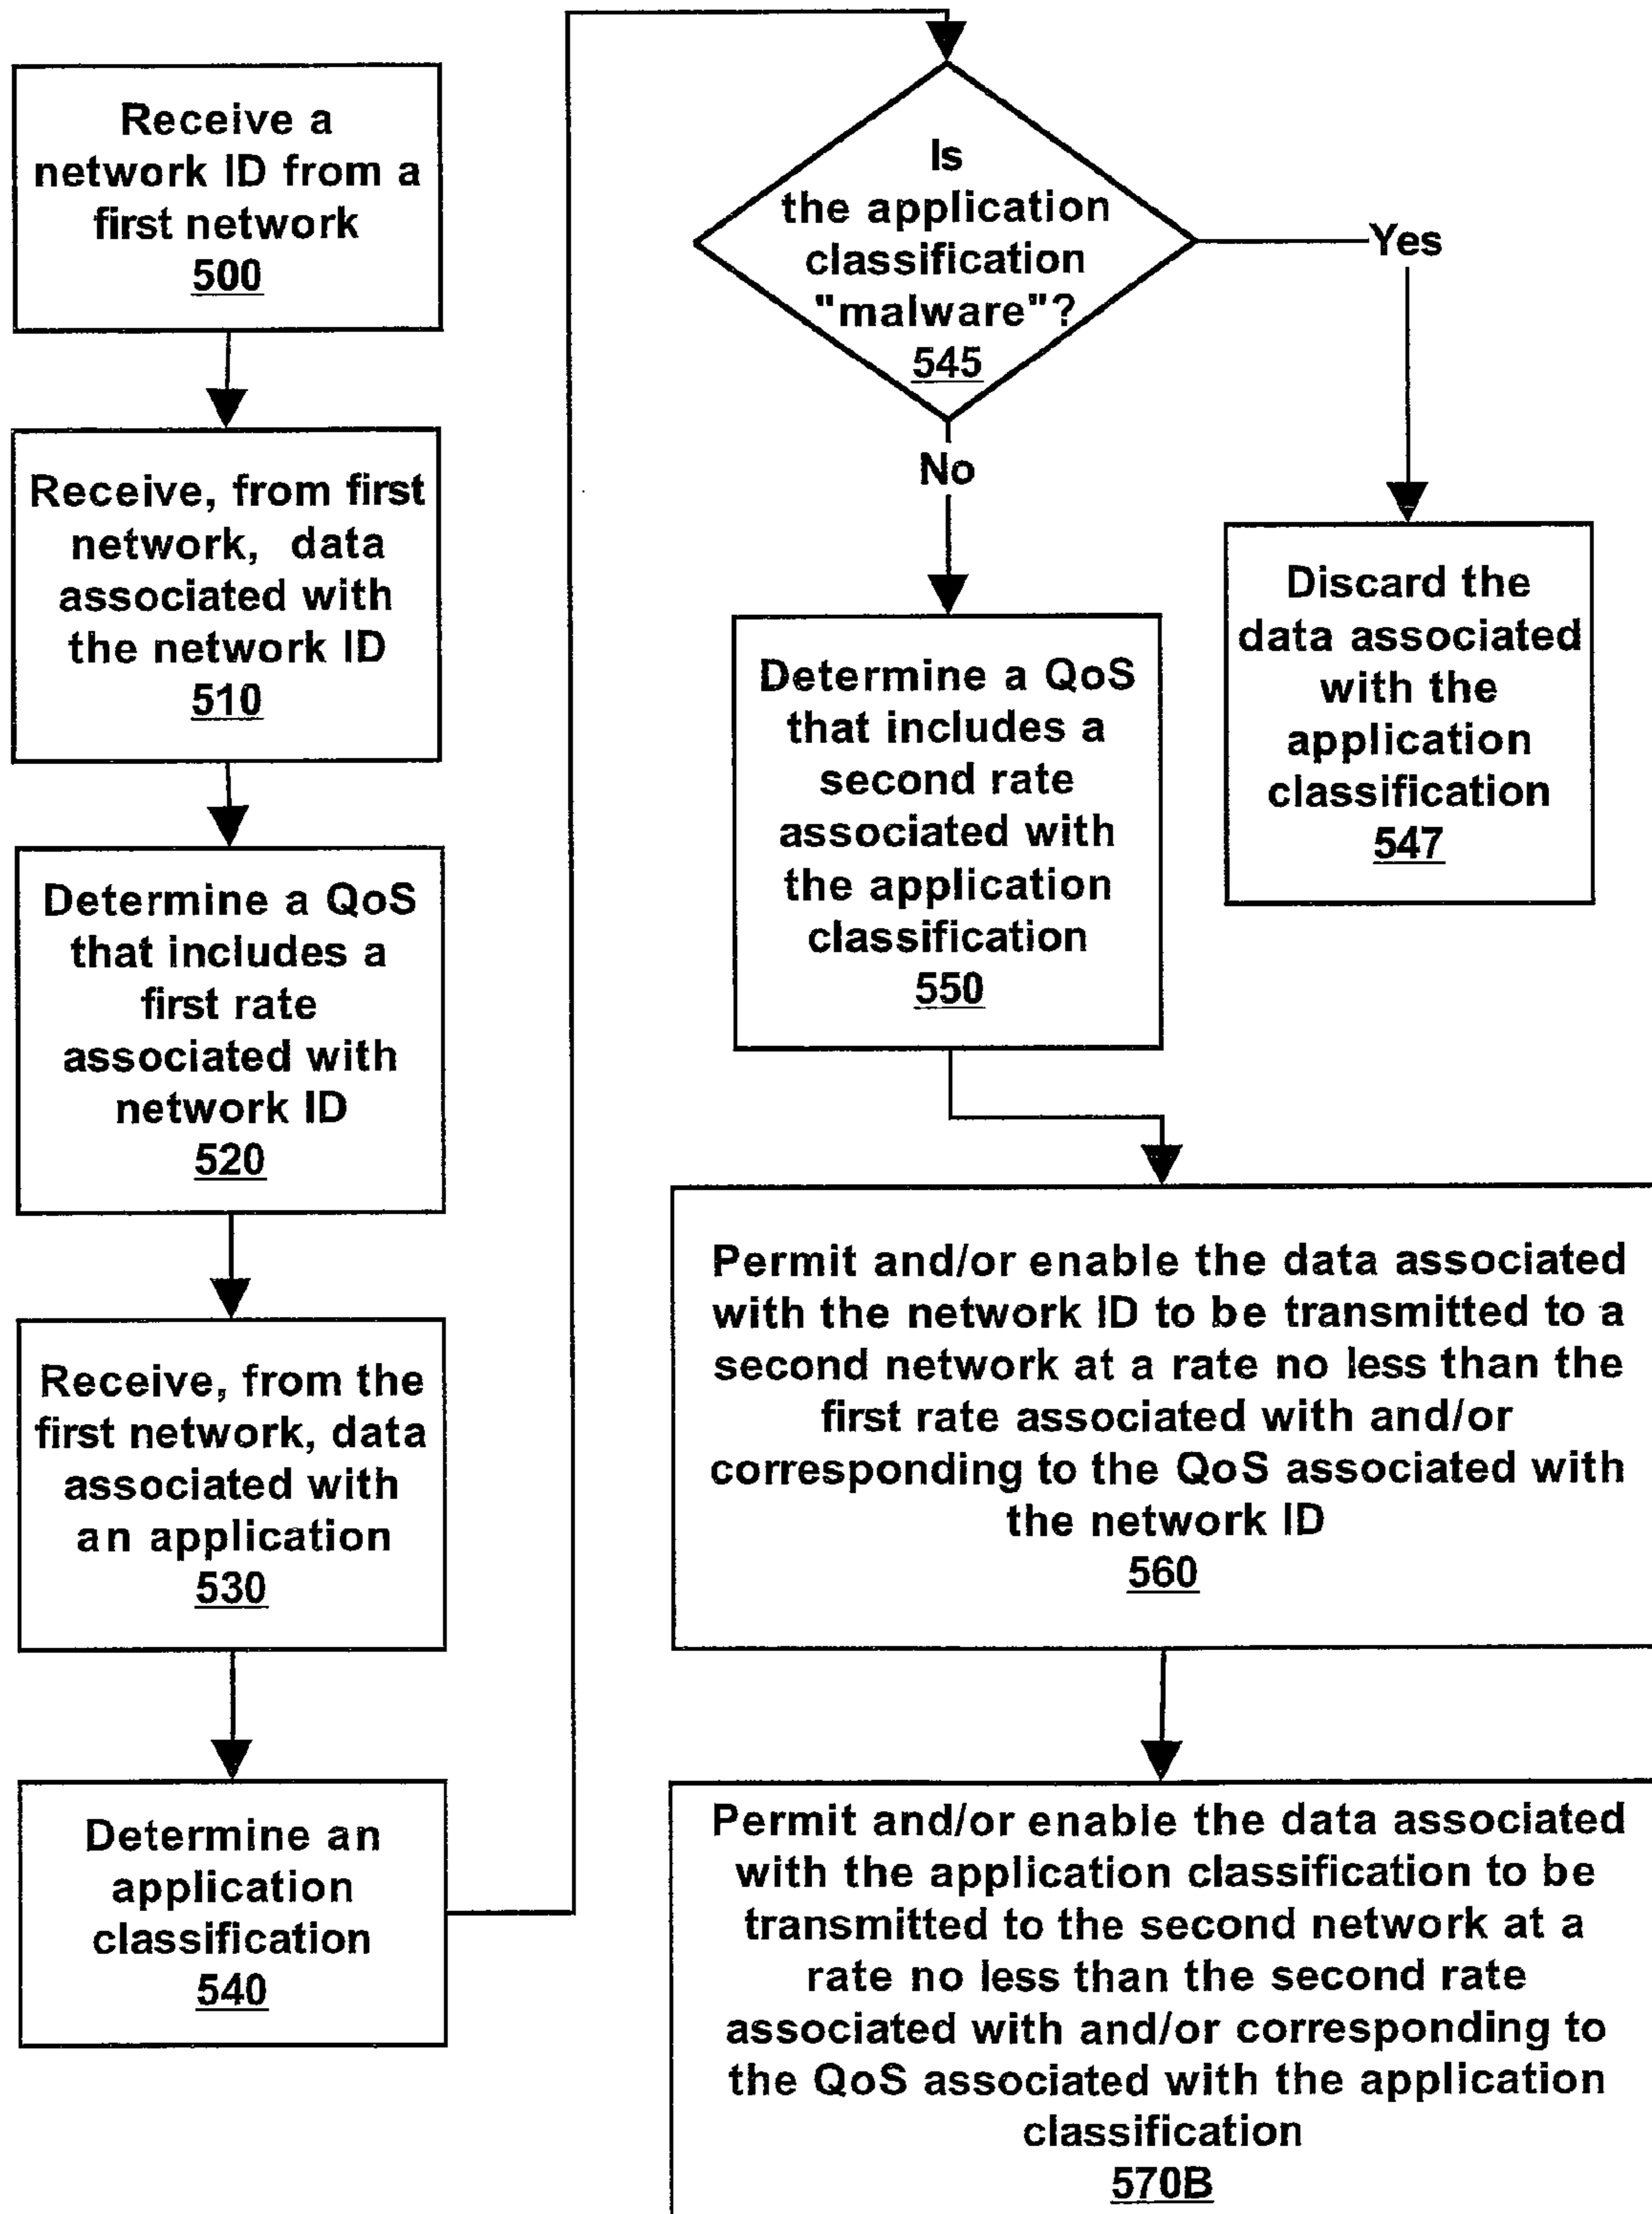 Receive a
network ID from a
first network
500
Receive, from first
network, data
associated with
the network ID
510
Determine a QoS
that includes a
first rate
associated with
network ID
520
Receive, from the
first network, data
associated with
an application
530
Determine an
application
classification
540
Is
the application
classification
"malware"?
545
Yes
No
Discard the
data associated
with the
application
classification
547
Determine a QoS
that includes a
second rate
associated with
the application
classification
550
Permit and/or enable the data associated
with the network ID to be transmitted to a
second network at a rate no less than the
first rate associated with and/or
corresponding to the QoS associated with
the network ID
560
Permit and/or enable the data associated
with the application classification to be
transmitted to the second network at a
rate no less than the second rate
associated with and/or corresponding to
the QoS associated with the application
classification
570B